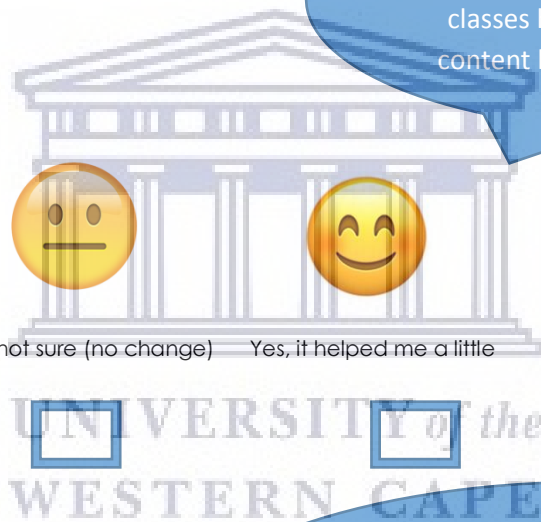 classes
content
not sure (no change) Yes, it helped me a little
UNIVERSITY of the
WESTERN CAPE